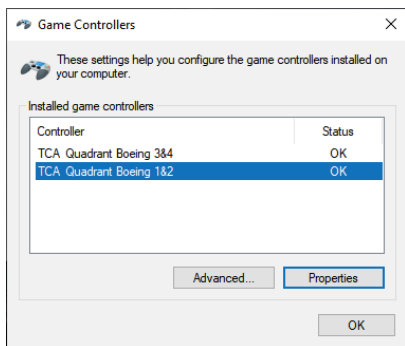 Game Controllers
These settings help you configure the game controllers installed on
your computer.
Installed game controllers
Controller Status
TCA Quadrant Boeing 3&4 OK
TCA Quadrant Boeing 1&2 OK
Advanced... Properties
OK